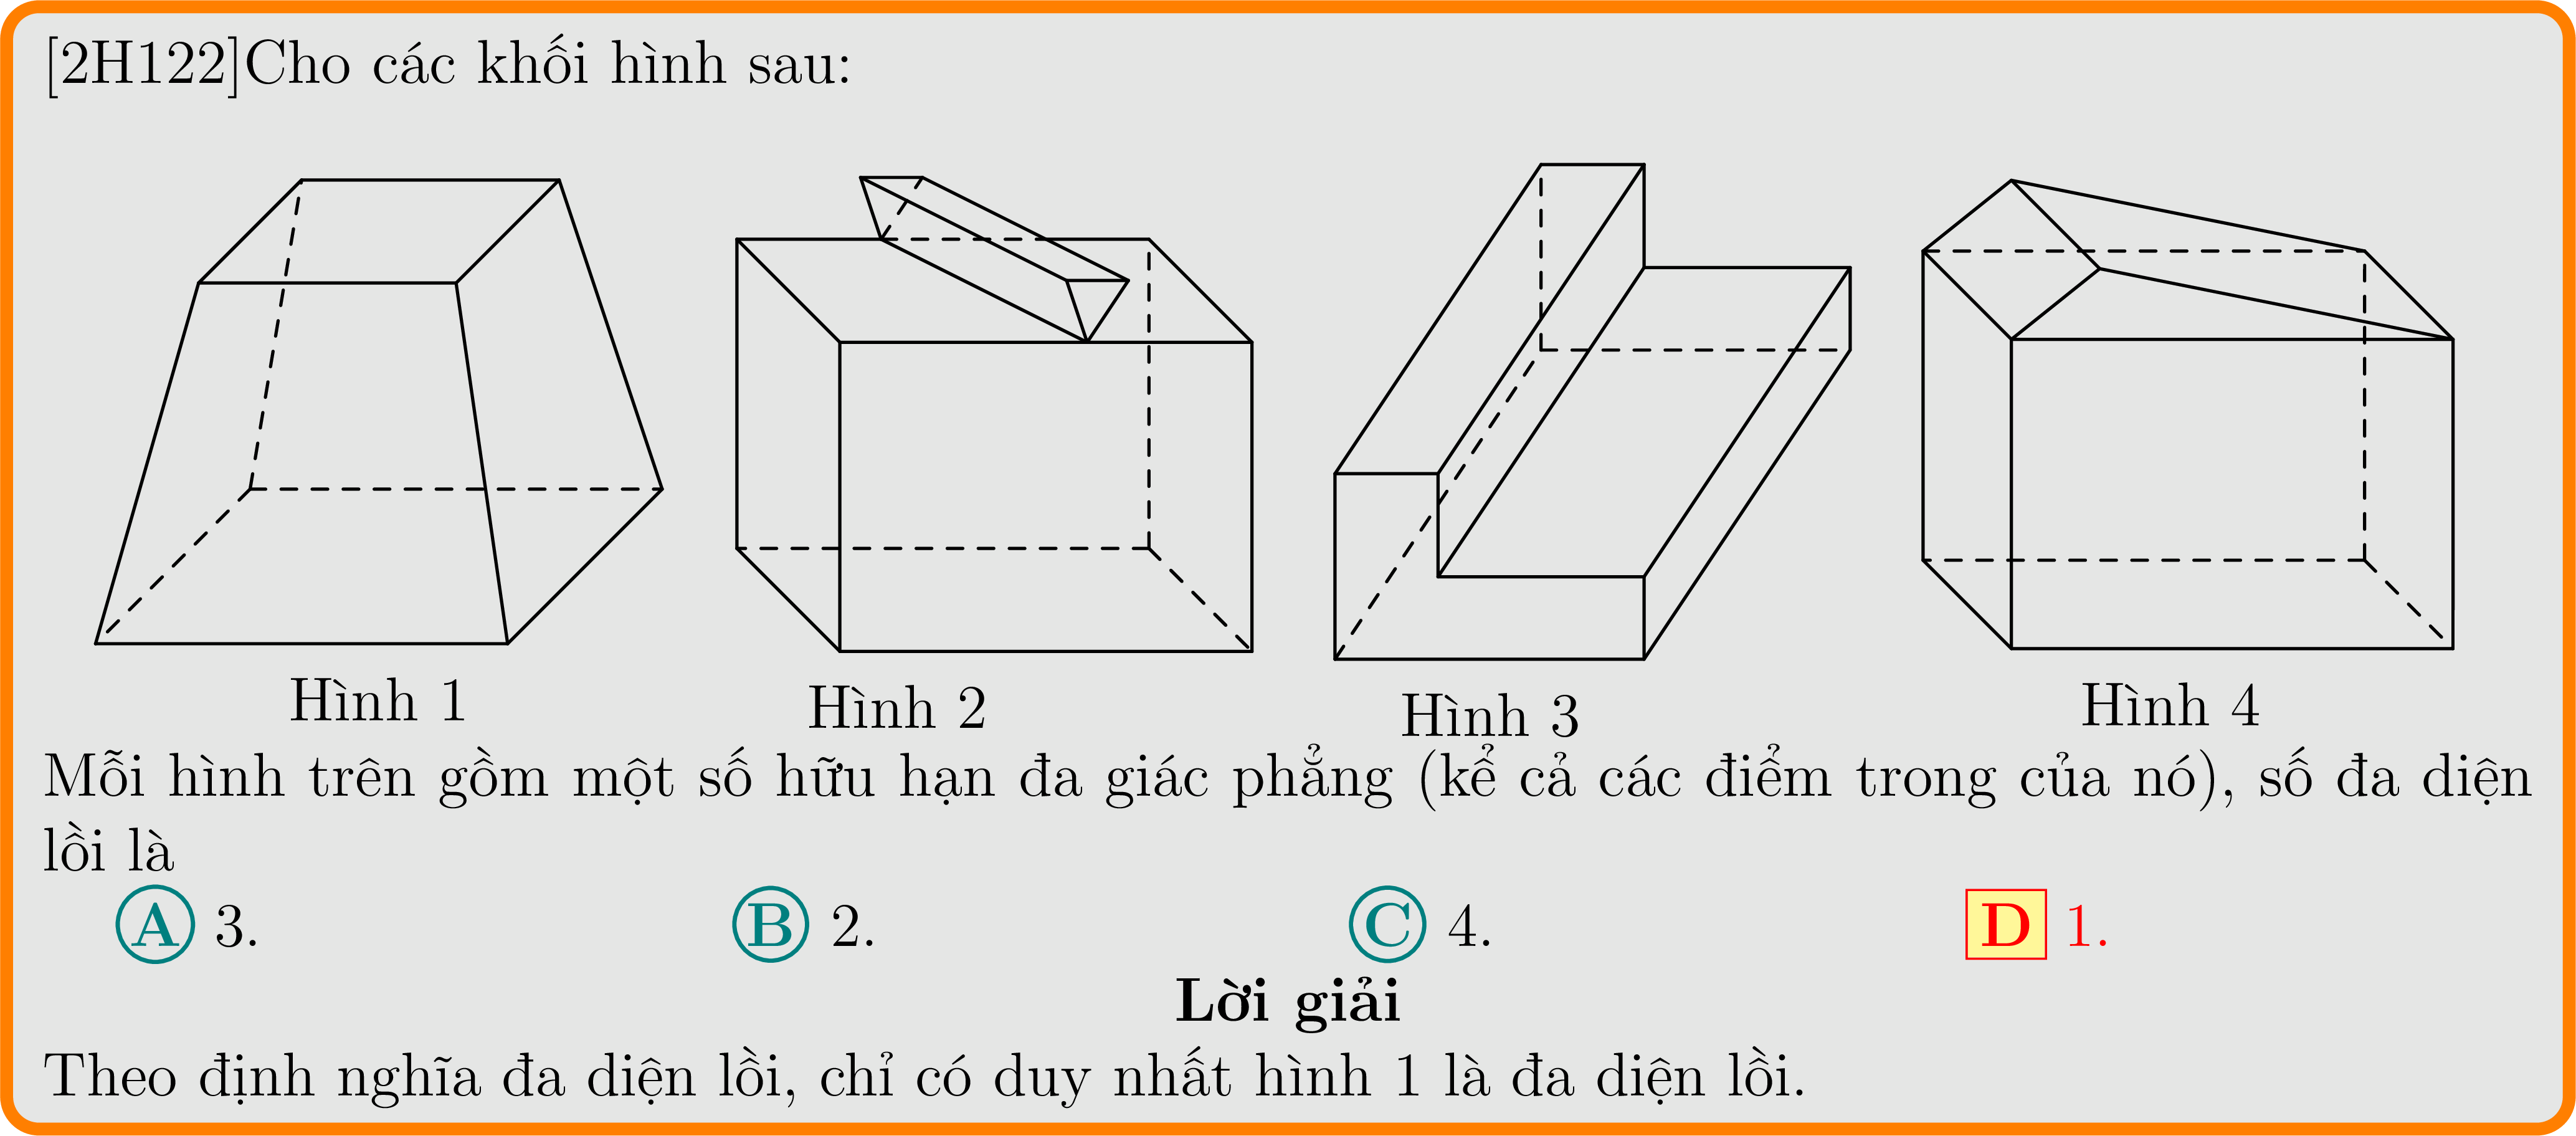 [2H122]Cho các khối hình sau:
Hình 1
Hình 2
Hình 3
Hình 4
Mỗi hình trên gồm một số hữu hạn đa giác phẳng (kể cả các điểm trong của nó), số đa diện
lồi là
A 3. B 2. C 4. D 1.
Lời giải
Theo định nghĩa đa diện lồi, chỉ có duy nhất hình 1 là đa diện lồi.